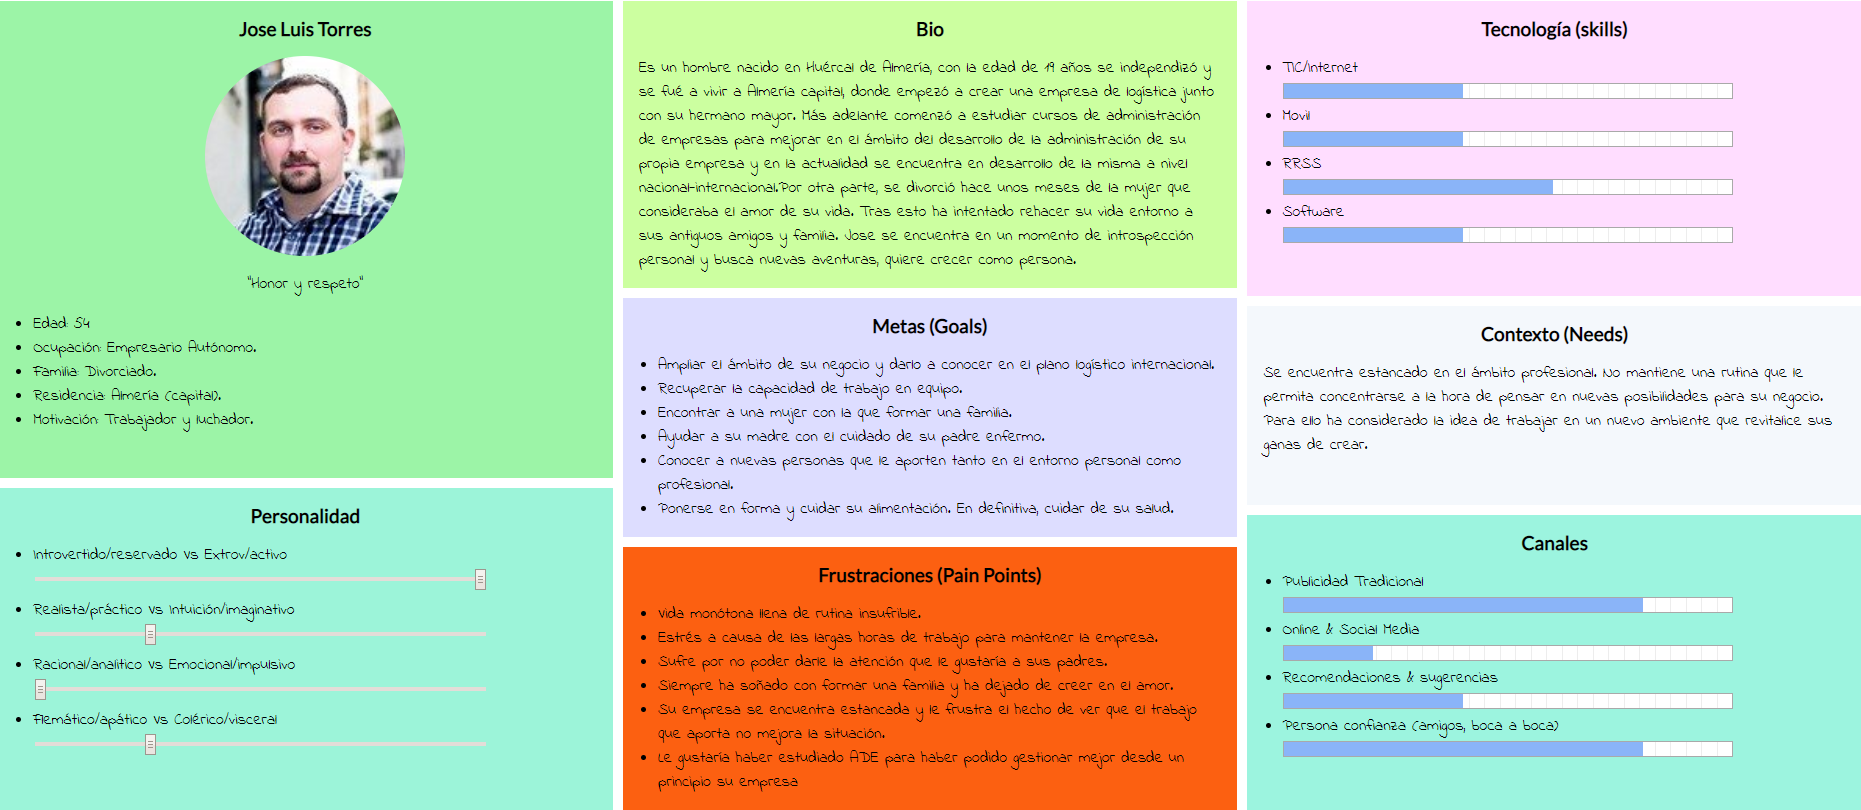 Jose Luis Torres
"Honor y respeto"
Edad: 54
Ocupación: Empresario Autónomo.
Familia: Divorciado.
Residencia: Almería (capital).
Motivación: Trabajador y luchador.
Personalidad
Introvertido/reservado Vs Extrov/activo
Realista/práctico Vs Intuición/imaginativo
Racional/analitico Vs Emocional/impulsivo
Flemático/apático Vs Colérico/visceral
Bio
Es un hombre nacido en Huércal de Almería, con la edad de 19 años se independizó y
se fué a vivir a Almería capital, donde empezó a crear una empresa de logística junto
con su hermano mayor. Más adelante comenzó a estudiar cursos de administración
de empresas para mejorar en el ámbito del desarrollo de la administración de su
propia empresa y en la actualidad se encuentra en desarrollo de la misma a nivel
nacional-internacional.Por otra parte, se divorció hace unos meses de la mujer que
consideraba el amor de su vida. Tras esto ha intentado rehacer su vida entorno a
sus antiguos amigos y familia. Jose se encuentra en un momento de introspección
personal y busca nuevas aventuras, quiere crecer como persona.
Metas (Goals)
Ampliar el ámbito de su negocio y darlo a conocer en el plano logístico internacional.
Recuperar la capacidad de trabajo en equipo.
Encontrar a una mujer con la que formar una familia.
Ayudar a su madre con el cuidado de su padre enfermo.
Conocer a nuevas personas que le aporten tanto en el entorno personal como
profesional.
Ponerse en forma y cuidar su alimentación. En definitiva, cuidar de su salud.
Frustraciones (Pain Points)
Vida monótona llena de rutina insufrible.
Estrés a causa de las largas horas de trabajo para mantener la empresa.
Sufre por no poder darle la atención que le gustaría a sus padres.
Siempre ha soñado con formar una familia y ha dejado de creer en el amor.
Su empresa se encuentra estancada y le frustra el hecho de ver que el trabajo
que aporta no mejora la situación.
Le gustaría haber estudiado ADE para haber podido gestionar mejor desde un
principio su empresa
Tecnología (skills)
TIC/Internet
Movil
RRSS
Software
Contexto (Needs)
Se encuentra estancado en el ámbito profesional. No mantiene una rutina que le
permita concentrarse a la hora de pensar en nuevas posibilidades para su negocio.
Para ello ha considerado la idea de trabajar en un nuevo ambiente que revitalice sus
ganas de crear.
Canales
Publicidad Tradicional
Online & Social Media
Recomendaciones & sugerencias
Persona confianza (amigos, boca a boca)